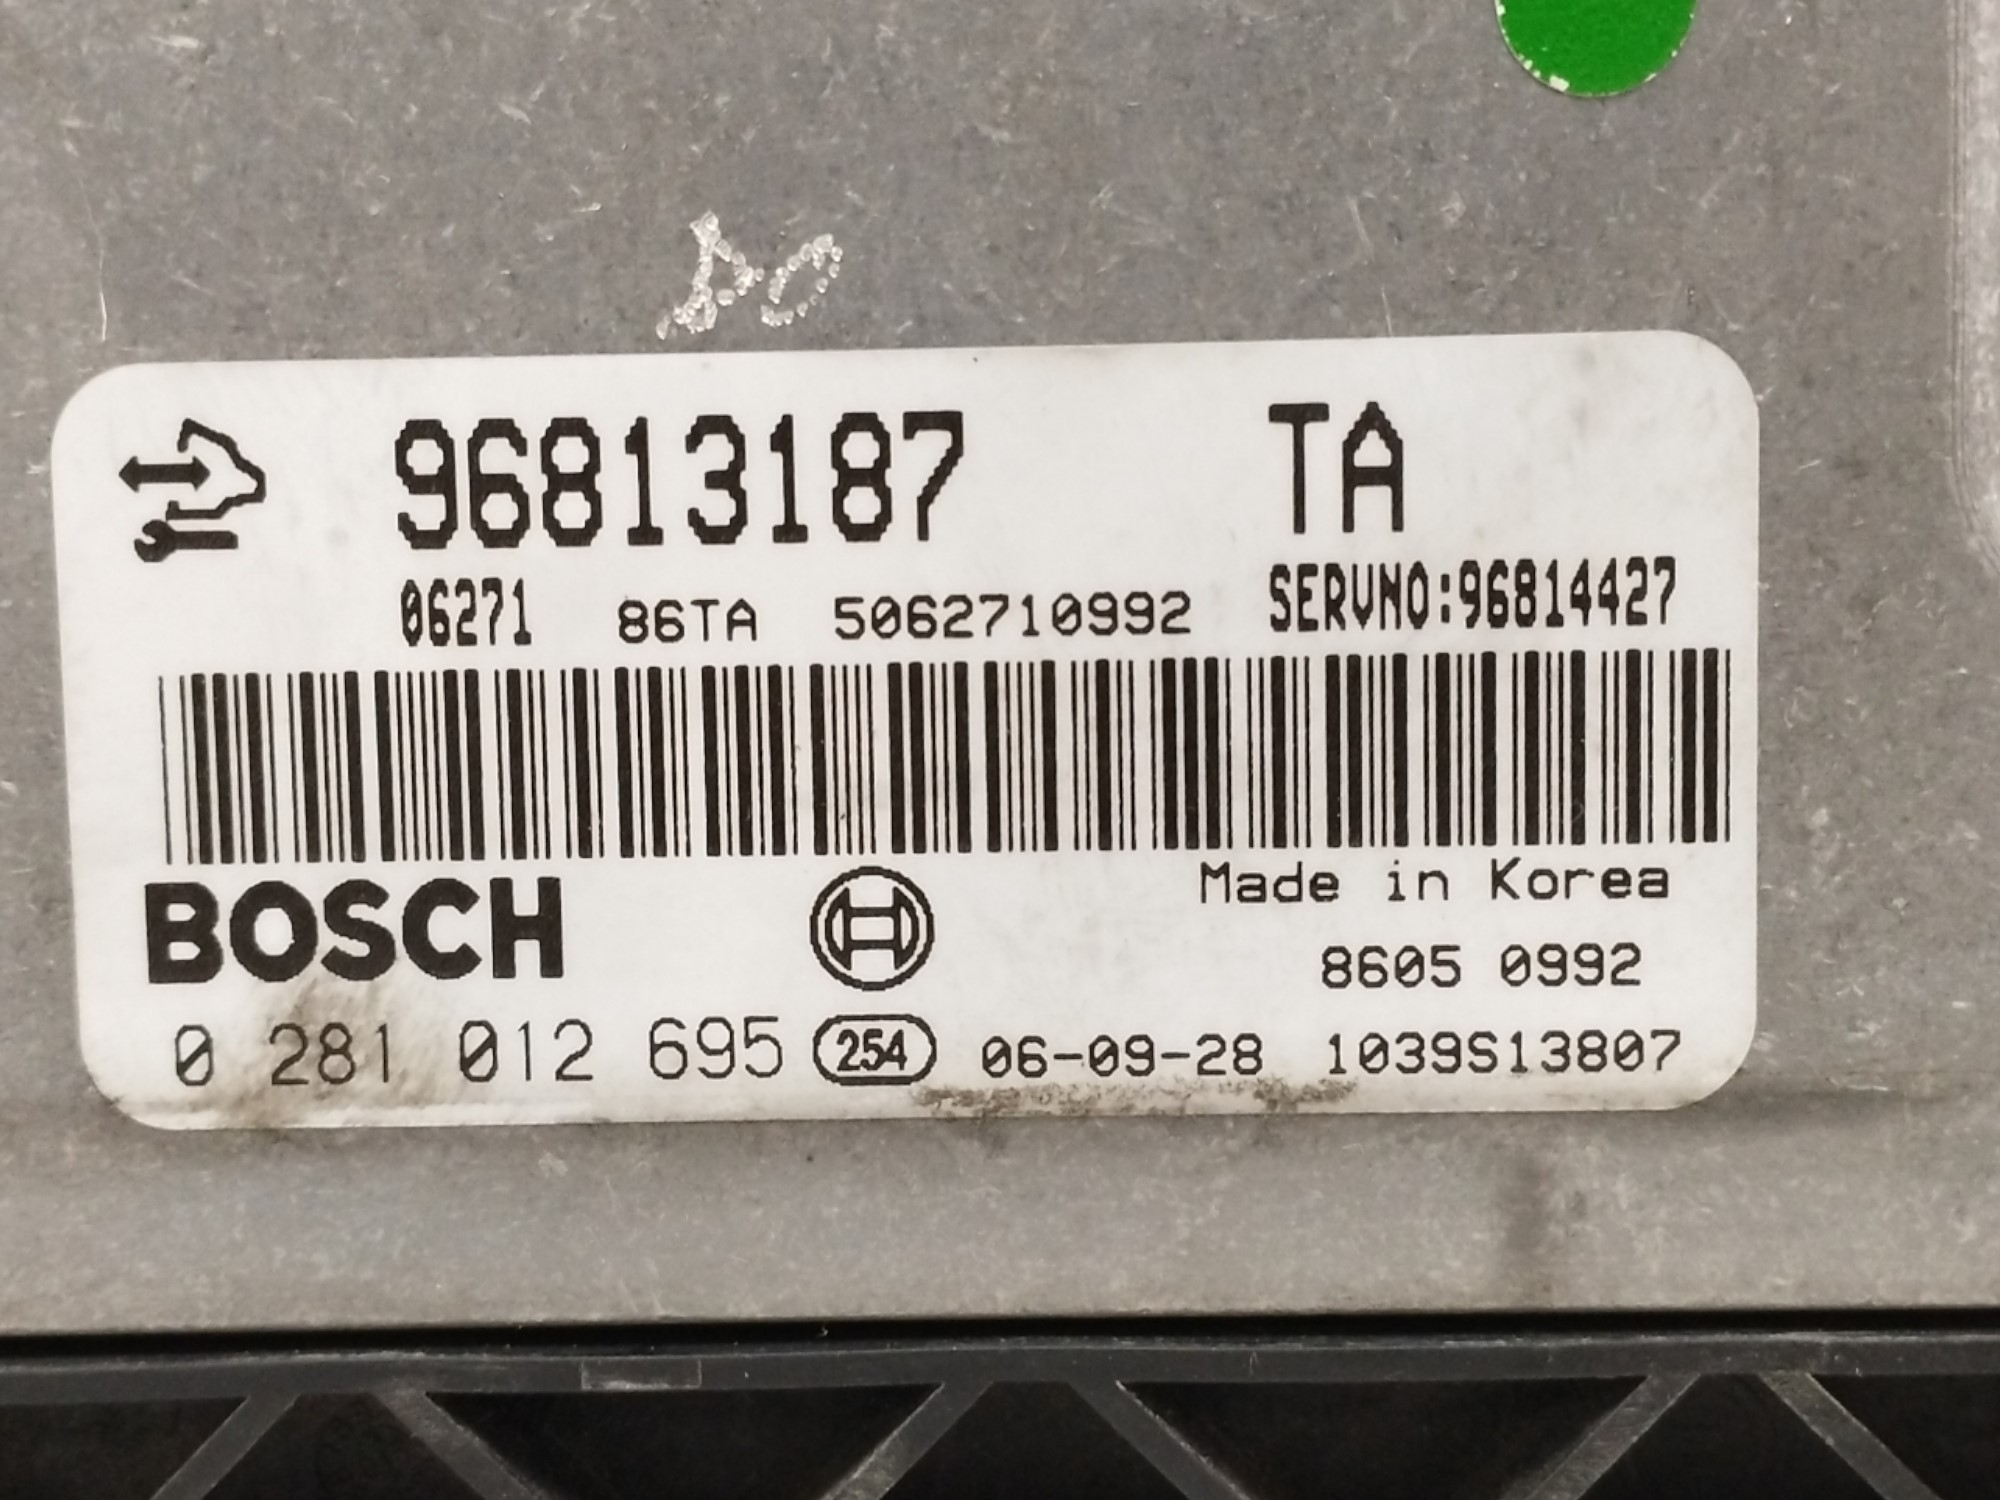 96813187 TA
06271 86TA 5062710992 SERVNO:96814427
BOSCH
Made in Korea
8605 0992
0 281 012 695 254 06-09-28 1039S13807